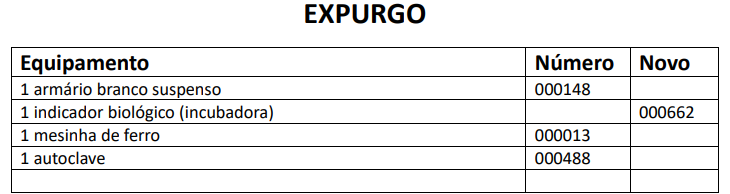 EXPURGO
Equipamento Número Novo
1 armário branco suspenso 000148
1 indicador biológico (incubadora) 000662
1 mesinha de ferro 000013
1 autoclave 000488